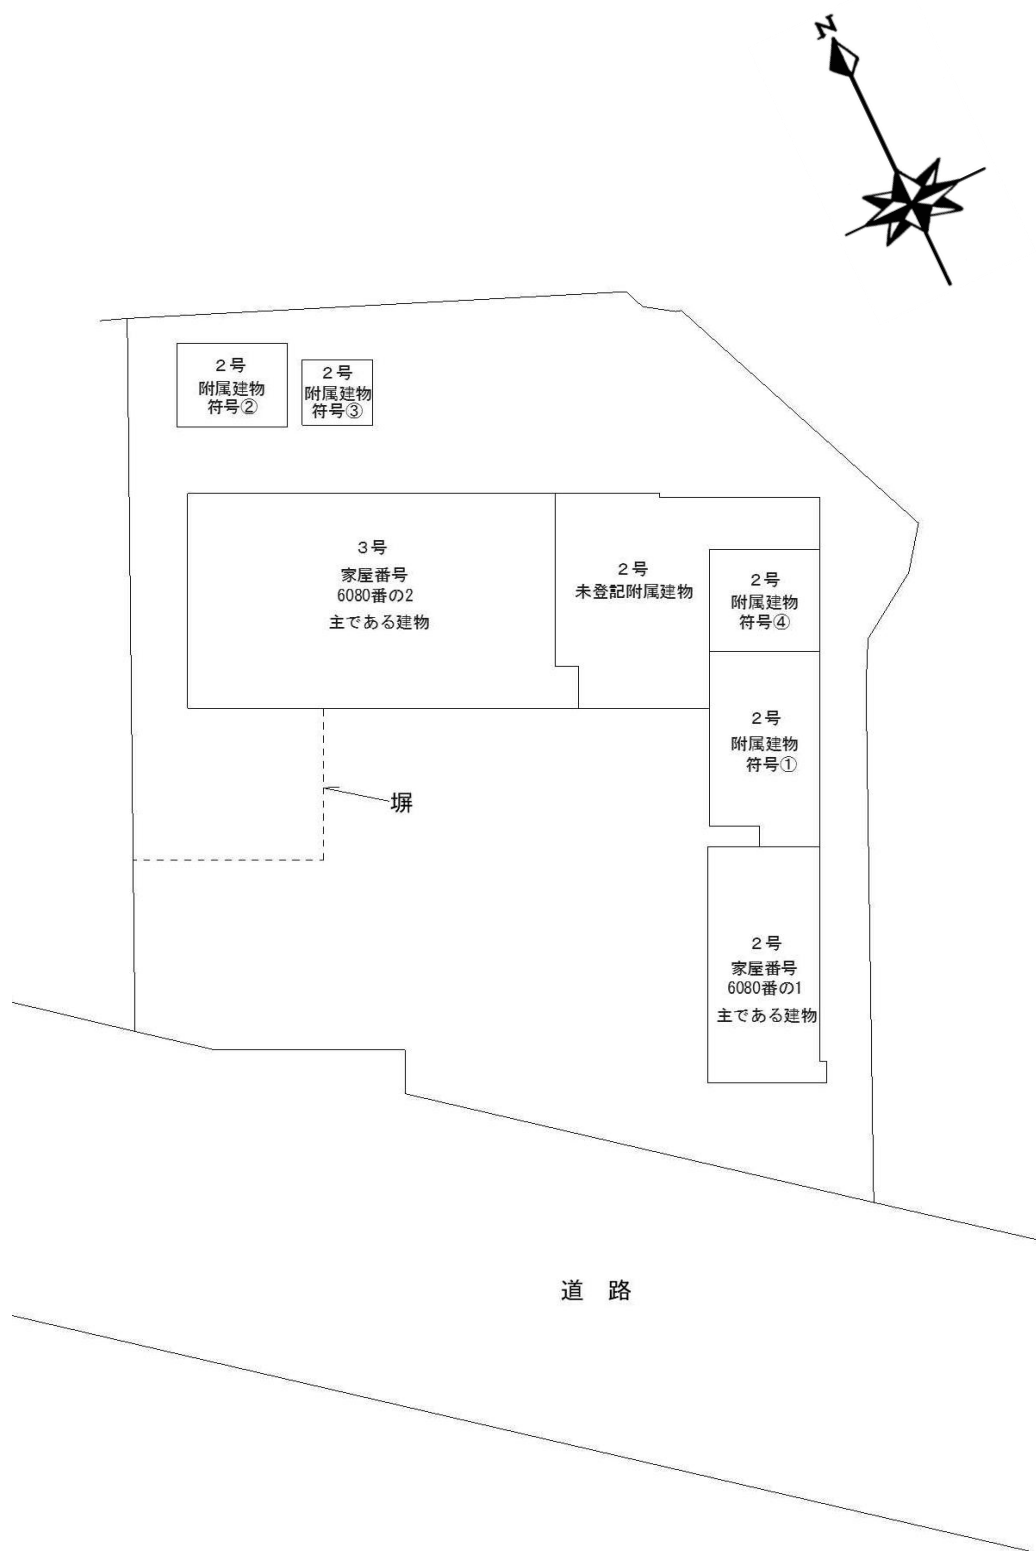 N
２号
附属建物
符号②
２号
附属建物
符号③
３号
家屋番号
6080番の2
主である建物
２号
未登記附属建物
２号
附属建物
符号④
２号
附属建物
符号①
塀
２号
家屋番号
6080番の1
主である建物
道　路